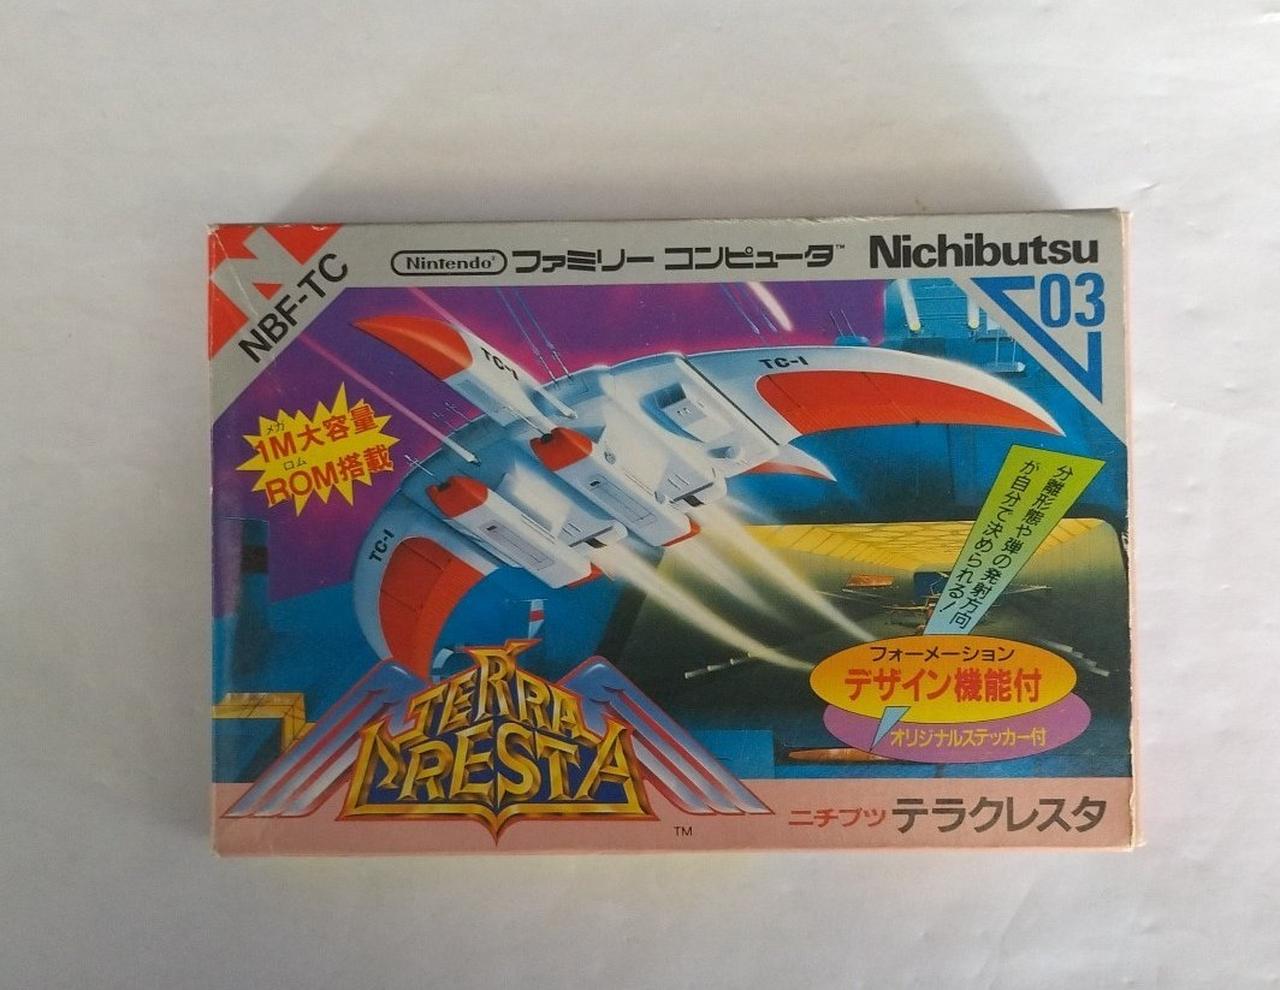 N
NBF-TC
Nintendo® ファミリー コンピュータ™
Nichibutsu
03
メガ
1M大容量
ロム
ROM搭載
TC-1
TC-1
TC-1
分離形態や弾の発射方向
が自分で決められる!
フォーメーション
デザイン機能付
オリジナルステッカー付
TERRA
CRESTA
TM
ニチブツ テラクレスタ